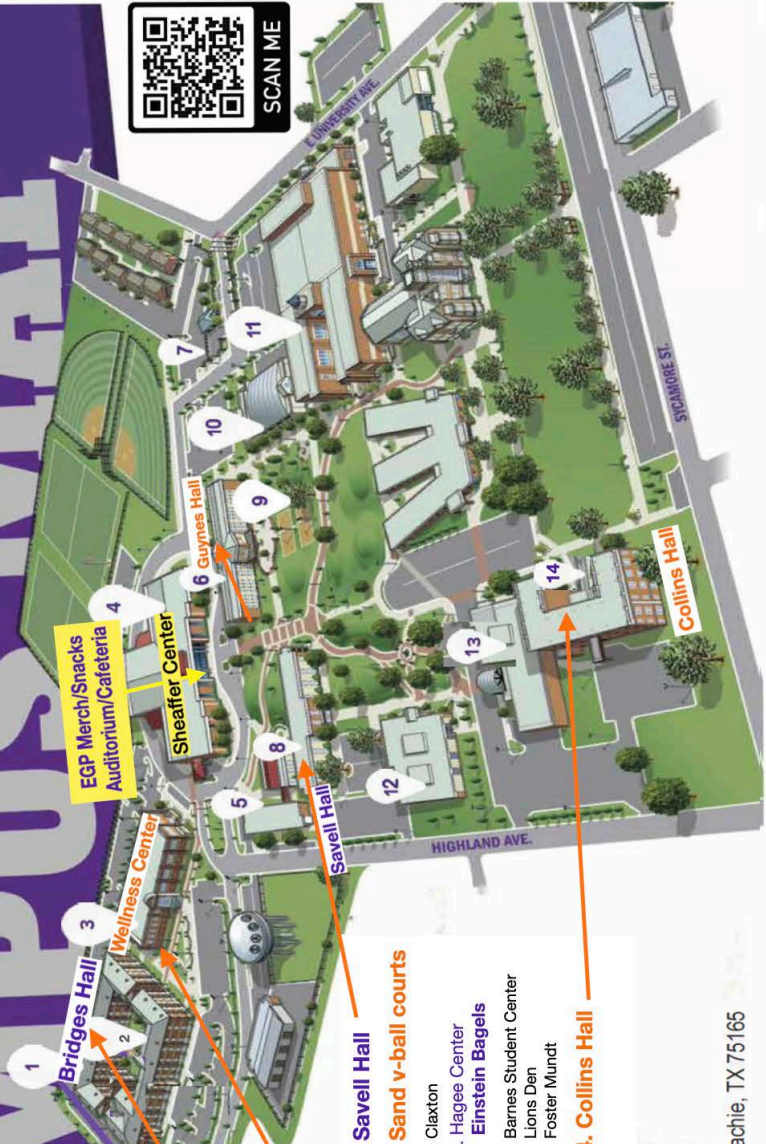 SCAN ME
E UNIVERSITY AVE.
7
11
10
9
4
6 Guynes Hall
EGP Merch/Snacks
Auditorium/Cafeteria
Sheaffer Center
5
8
Savell Hall
12
13
14
Collins Hall
SYCAMORE ST.
HIGHLAND AVE.
1
Bridges Hall
2
3
Wellness Center
Savell Hall
Sand v-ball courts
Claxton
Hagee Center
Einstein Bagels
Barnes Student Center
Lions Den
Foster Mundt
Collins Hall
TX 75165